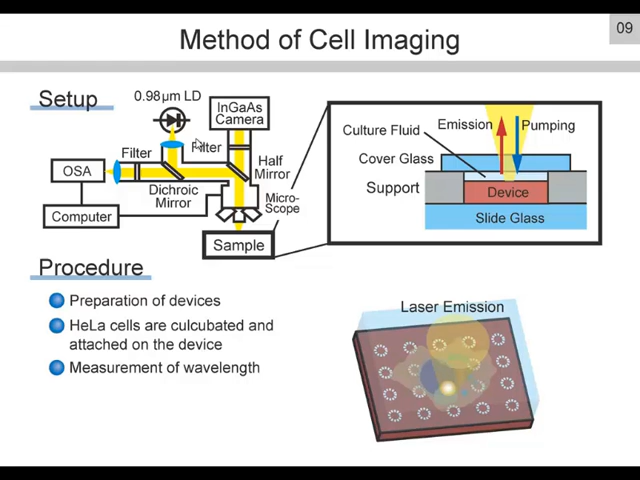 09
Method of Cell Imaging
Setup
0.98μm LD
InGaAs
Camera
Filter
Filter
Half
Mirror
OSA
Dichroic
Mirror
Micro-
Scope
Computer
Sample
Emission
Pumping
Culture Fluid
Cover Glass
Support
Device
Slide Glass
Procedure
Preparation of devices
HeLa cells are culcubated and
attached on the device
Measurement of wavelength
Laser Emission